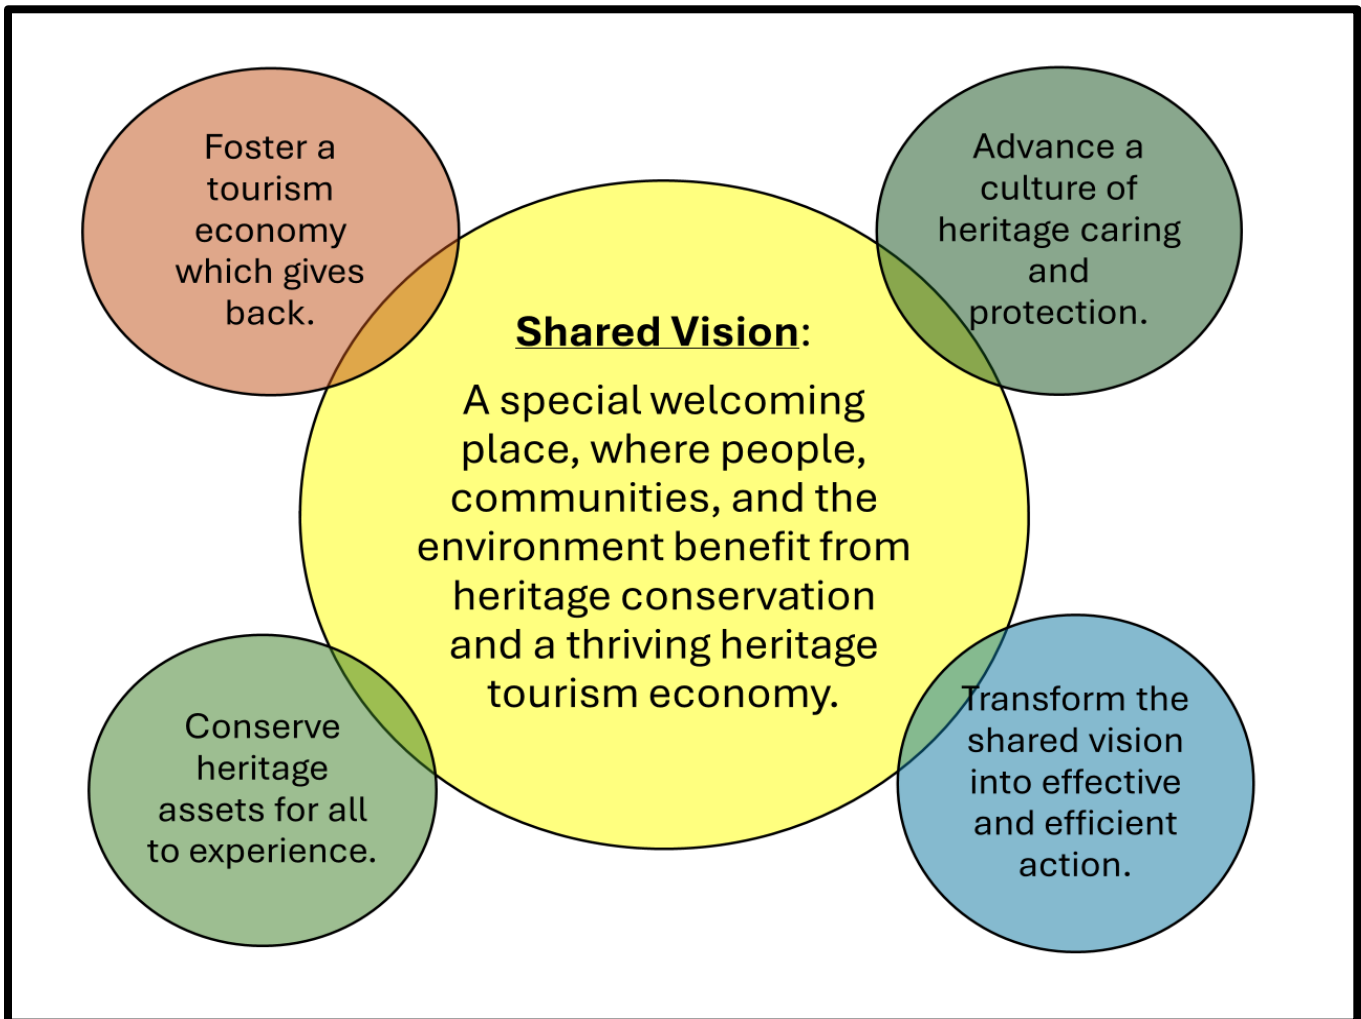 Foster a
tourism
economy
which gives
back.
Advance a
culture of
heritage caring
and
protection.
Shared Vision:
A special welcoming
place, where people,
communities, and the
environment benefit from
heritage conservation
and a thriving heritage
tourism economy.
Conserve
heritage
assets for all
to experience.
Transform the
shared vision
into effective
and efficient
action.